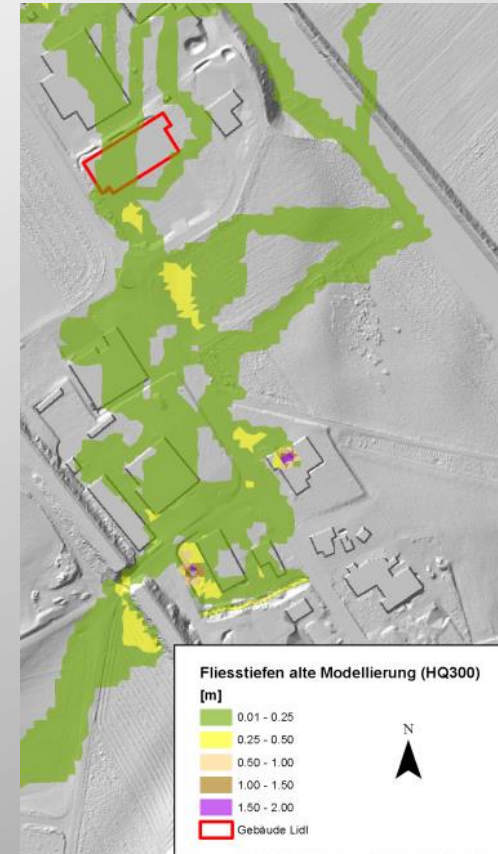 Fliesstiefen alte Modellierung (HQ300)
[m]
0.01 - 0.25
0.25 - 0.50
0.50 - 1.00
1.00 - 1.50
1.50 - 2.00
Gebäude Lidl
N